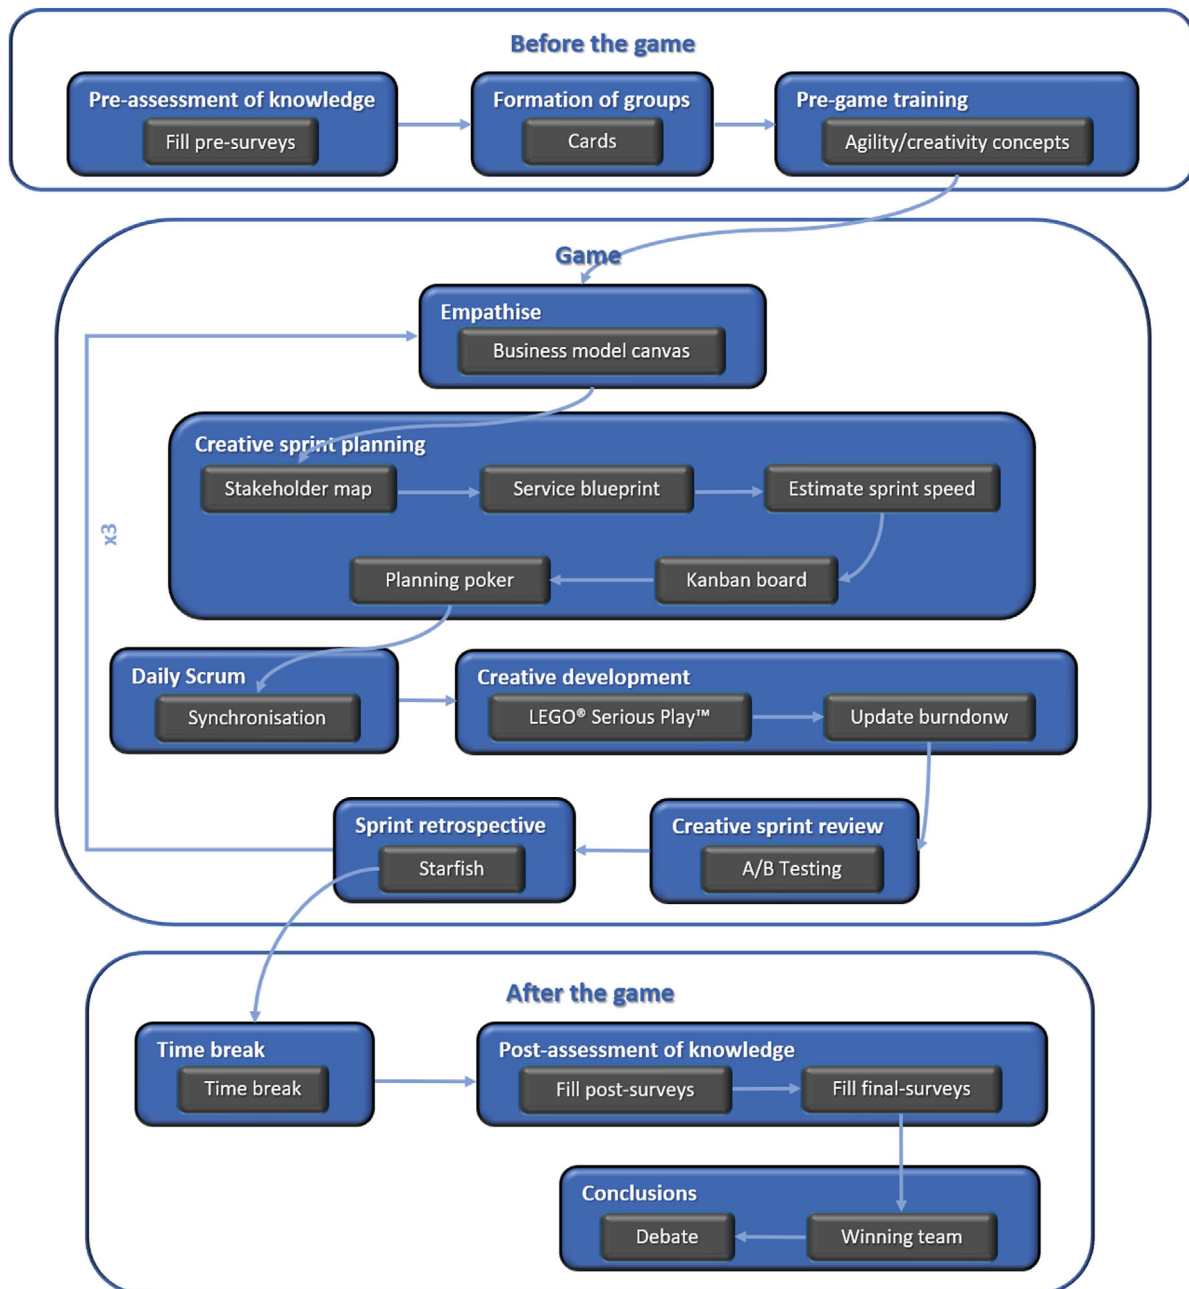 Before the game
Pre-assessment of knowledge
Fill pre-surveys
Formation of groups
Cards
Pre-game training
Agility/creativity concepts
Game
Empathise
Business model canvas
Creative sprint planning
Stakeholder map
Service blueprint
Estimate sprint speed
Planning poker
Kanban board
x3
Daily Scrum
Synchronisation
Creative development
LEGO® Serious Play™
Update burndonw
Sprint retrospective
Starfish
Creative sprint review
A/B Testing
After the game
Time break
Time break
Post-assessment of knowledge
Fill post-surveys
Fill final-surveys
Conclusions
Debate
Winning team